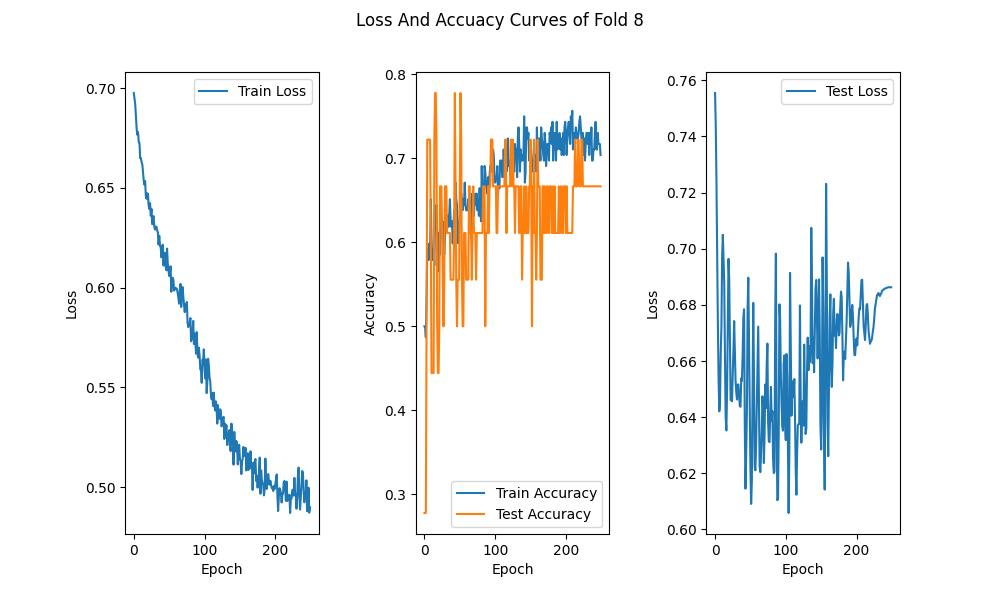 Loss And Accuacy Curves of Fold 8
Train Loss
0.70
0.65
0.60
0.55
0.50
Loss
0
100
200
Epoch
0.8
0.7
0.6
0.5
0.4
0.3
Accuracy
Train Accuracy
Test Accuracy
0
100
200
Epoch
Test Loss
0.76
0.74
0.72
0.70
0.68
0.66
0.64
0.62
0.60
Loss
0
100
200
Epoch